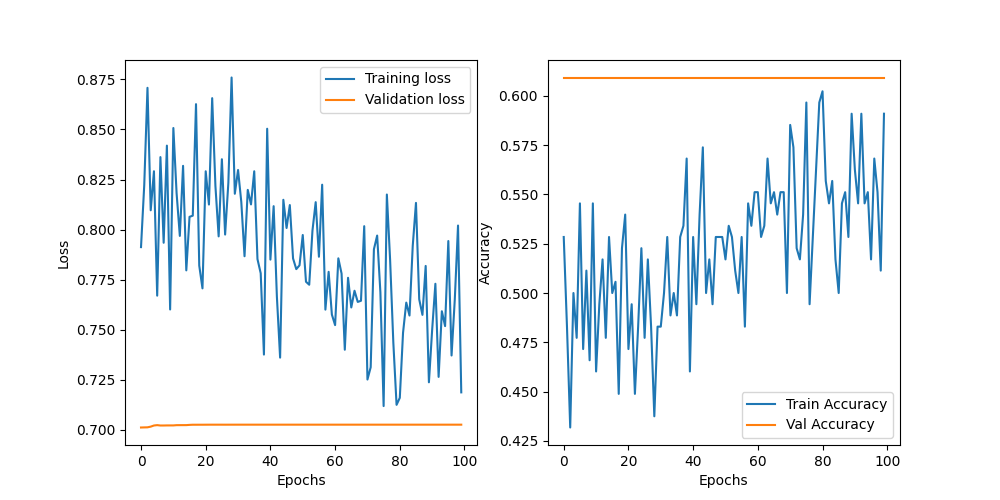 Training loss
Validation loss
0.875
0.850
0.825
0.800
0.775
0.750
0.725
0.700
Loss
0 20 40 60 80 100
Epochs
0.600
0.575
0.550
0.525
0.500
0.475
0.450
0.425
Accuracy
Train Accuracy
Val Accuracy
0 20 40 60 80 100
Epochs